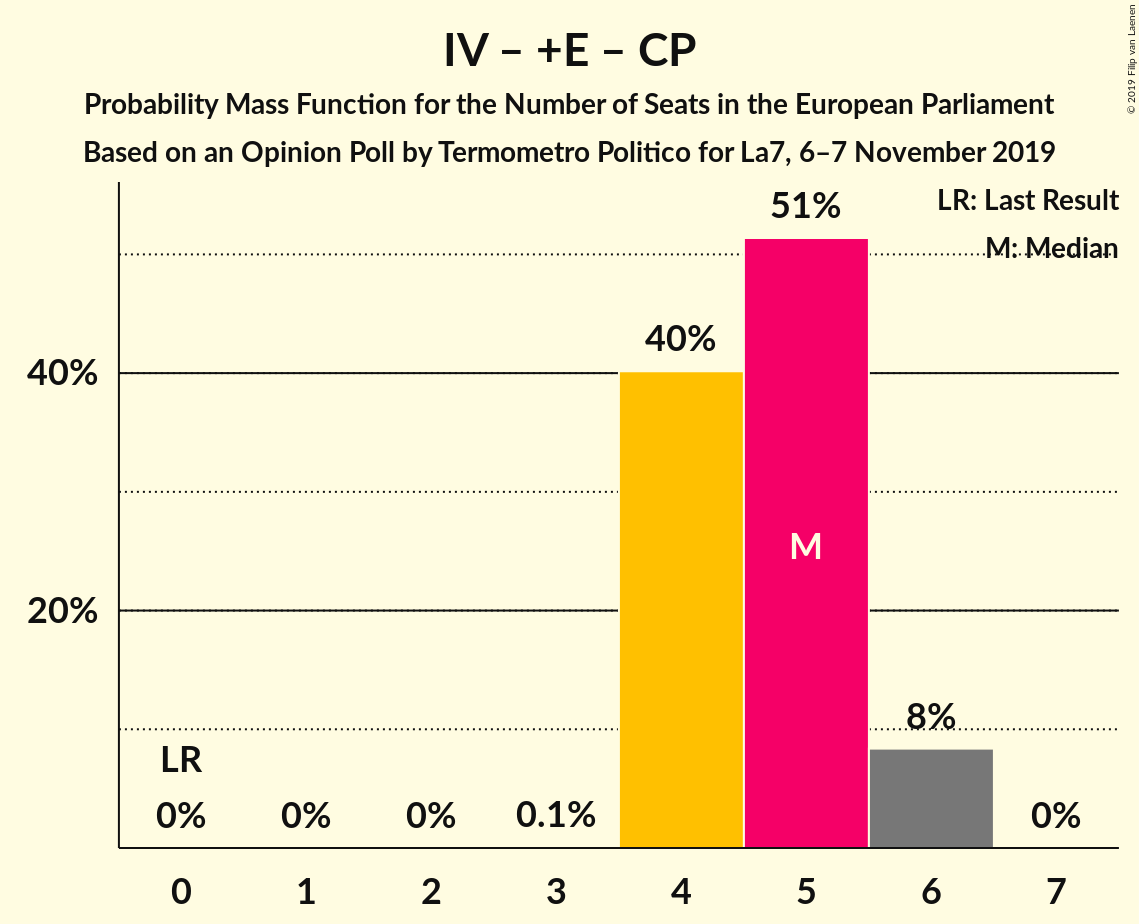 IV – +E – CP
Probability Mass Function for the Number of Seats in the European Parliament
Based on an Opinion Poll by Termometro Politico for La7, 6–7 November 2019
© 2019 Filip van Laenen
LR: Last Result
M: Median
51%
40%
40%
M
20%
8%
LR
0% 0% 0% 0.1% 0%
0 1 2 3 4 5 6 7